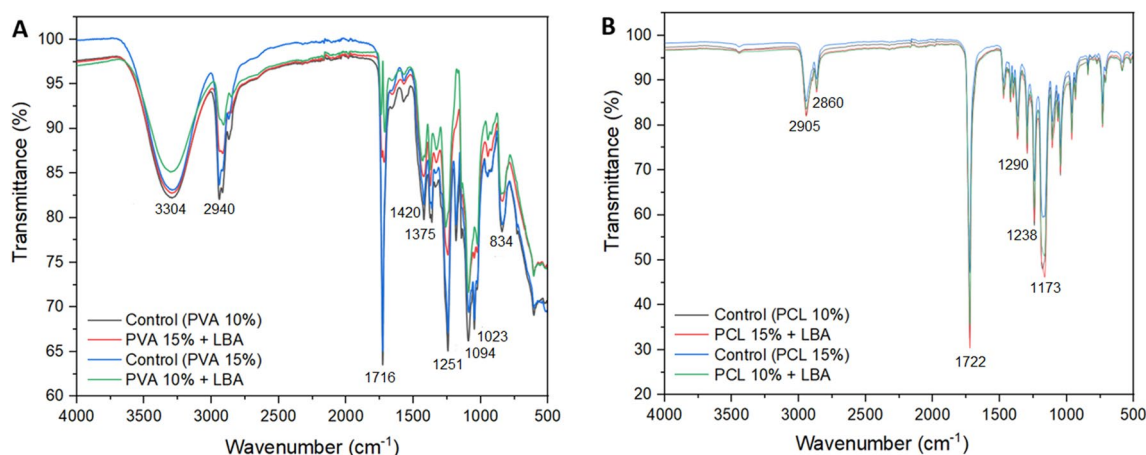 A
100
95
90
85
80
75
70
65
60
Transmittance (%)
3304
2940
1420
1375
834
1023
1094
1251
1716
Control (PVA 10%)
PVA 15% + LBA
Control (PVA 15%)
PVA 10% + LBA
4000 3500 3000 2500 2000 1500 1000 500
Wavenumber (cm-1)
B
100
90
80
70
60
50
40
30
20
Transmittance (%)
2860
2905
1290
1238
1173
1722
Control (PCL 10%)
PCL 15% + LBA
Control (PCL 15%)
PCL 10% + LBA
4000 3500 3000 2500 2000 1500 1000 500
Wavenumber (cm-1)